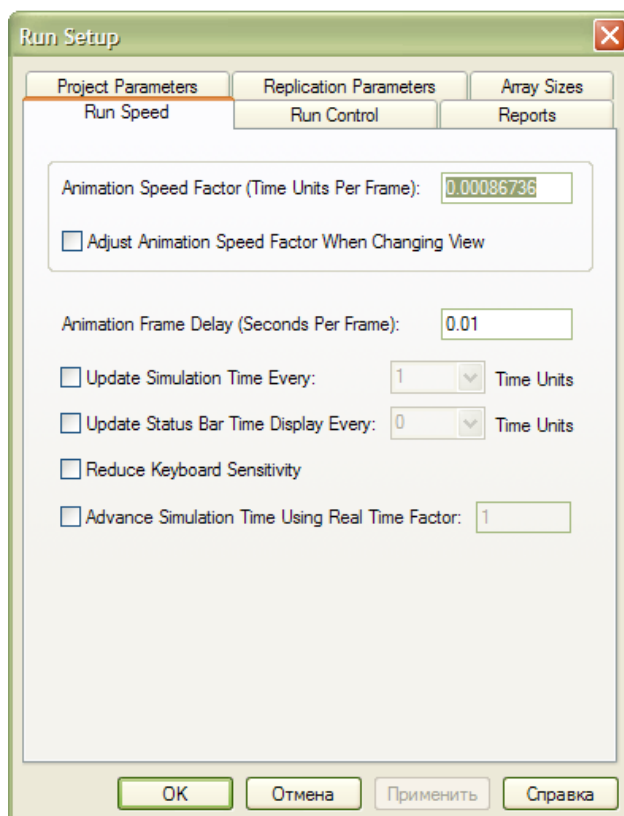 Run Setup
Project Parameters Replication Parameters Array Sizes
Run Speed Run Control Reports
Animation Speed Factor (Time Units Per Frame): 0.00086736
Adjust Animation Speed Factor When Changing View
Animation Frame Delay (Seconds Per Frame): 0.01
Update Simulation Time Every: 1 Time Units
Update Status Bar Time Display Every: 0 Time Units
Reduce Keyboard Sensitivity
Advance Simulation Time Using Real Time Factor: 1
OK Отмена Применить Справка